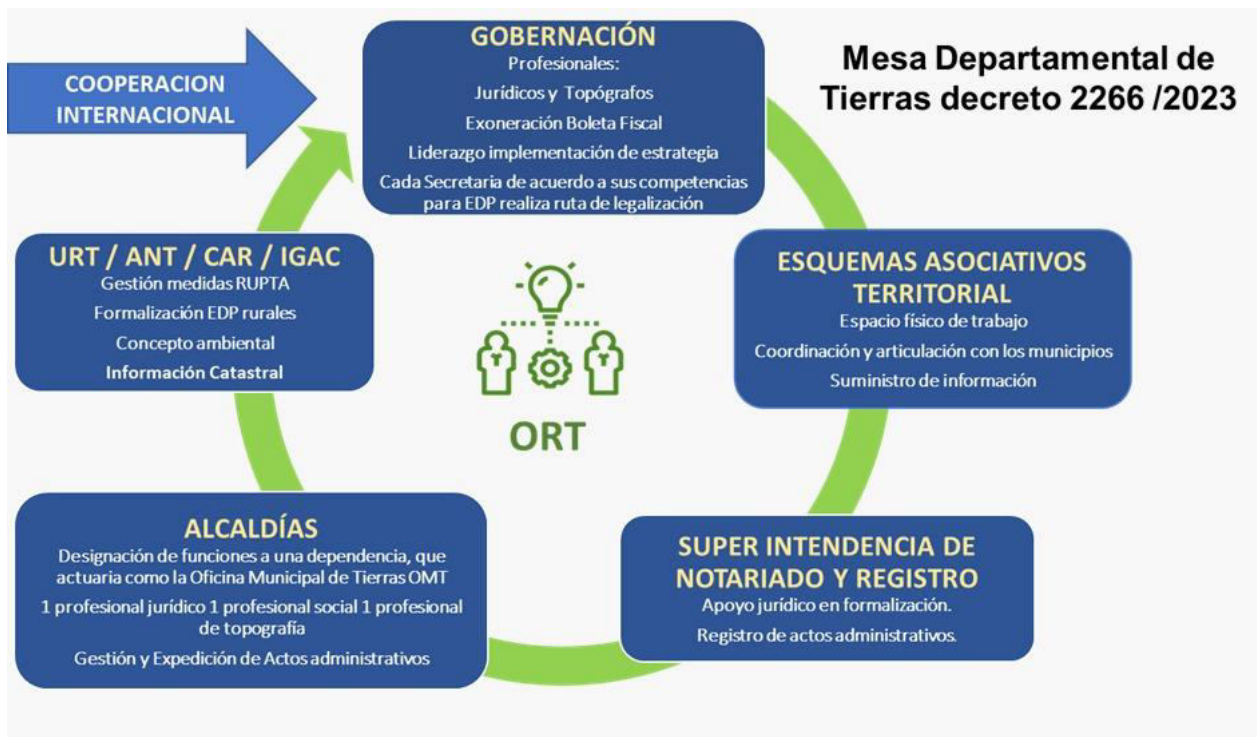 COOPERACION
INTERNACIONAL
GOBERNACIÓN
Profesionales:
Jurídicos y Topógrafos
Exoneración Boleta Fiscal
Liderazgo implementación de estrategia
Cada Secretaria de acuerdo a sus competencias
para EDP realiza ruta de legalización
Mesa Departamental de
Tierras decreto 2266 /2023
URT / ANT / CAR / IGAC
Gestión medidas RUPTA
Formalización EDP rurales
Concepto ambiental
Información Catastral
ESQUEMAS ASOCIATIVOS
TERRITORIAL
Espacio físico de trabajo
Coordinación y articulación con los municipios
Suministro de información
ORT
ALCALDÍAS
Designación de funciones a una dependencia, que
actuaria como la Oficina Municipal de Tierras OMT
1 profesional jurídico 1 profesional social 1 profesional
de topografía
Gestión y Expedición de Actos administrativos
SUPER INTENDENCIA DE
NOTARIADO Y REGISTRO
Apoyo jurídico en formalización.
Registro de actos administrativos.